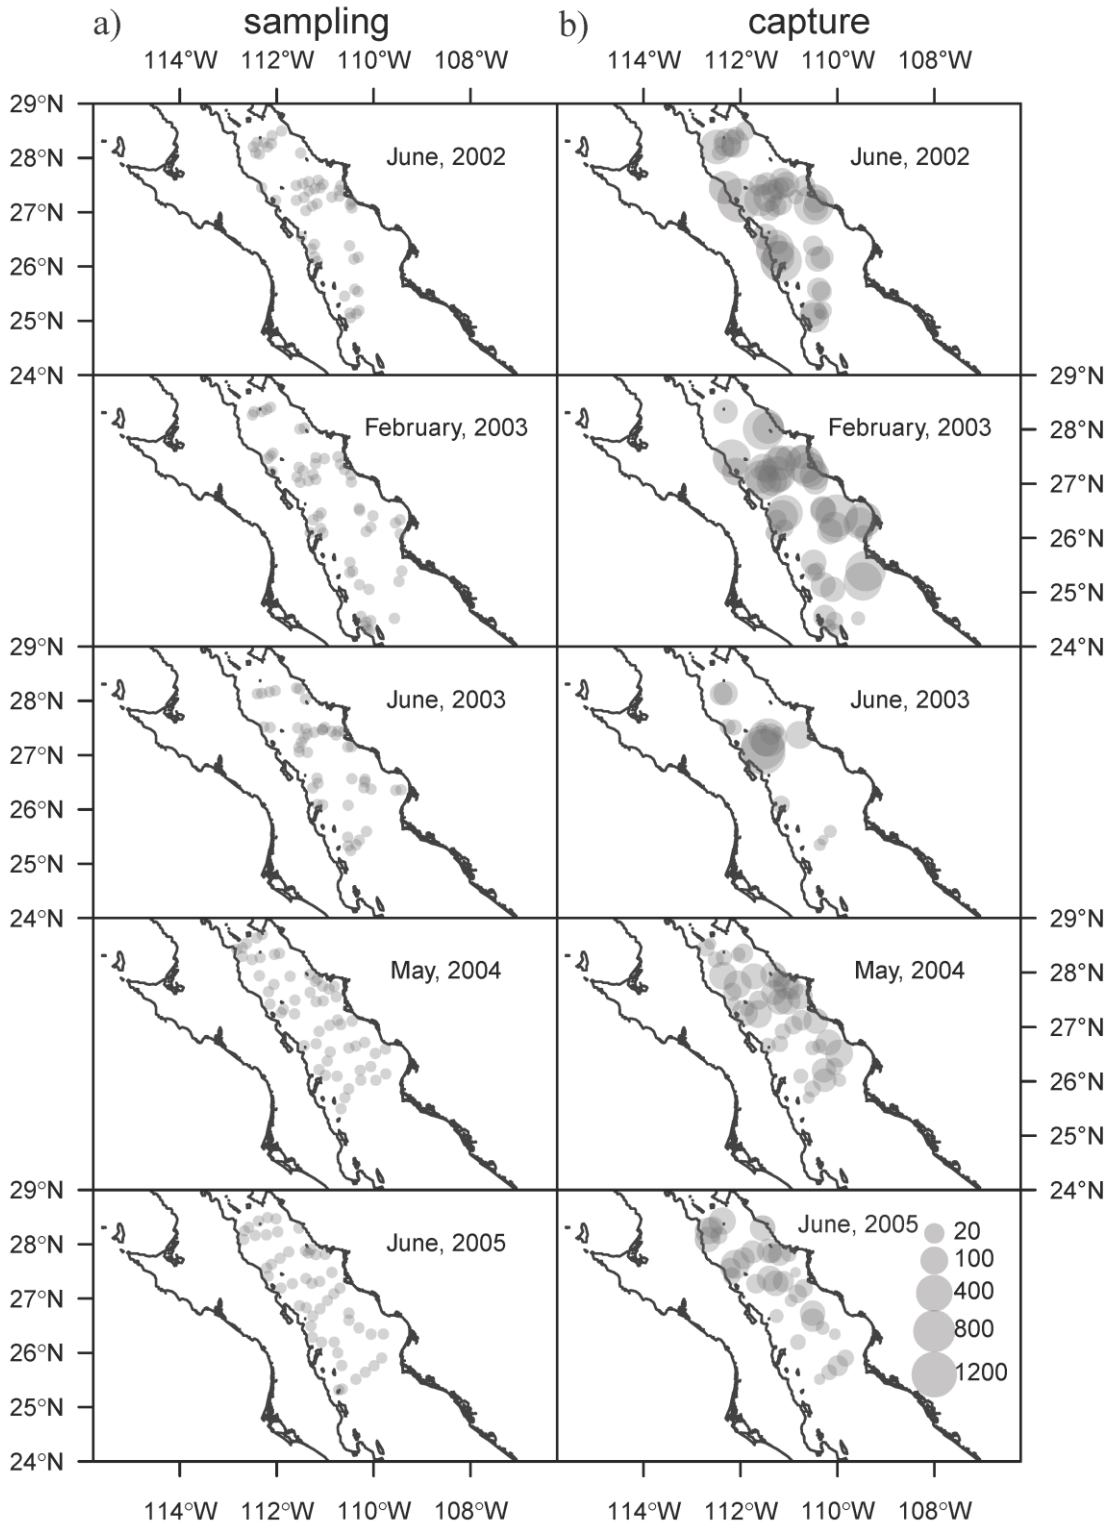 a) sampling b) capture
114°W 112°W 110°W 108°W 114°W 112°W 110°W 108°W
29°N
28°N June, 2002 June, 2002
27°N
26°N
25°N
24°N 29°N
February, 2003 February, 2003 28°N
27°N
26°N
25°N
29°N 24°N
28°N June, 2003 June, 2003
27°N
26°N
25°N
24°N 29°N
May, 2004 May, 2004 28°N
27°N
26°N
25°N
29°N 24°N
June, 2005 20
28°N June, 2005 100
27°N 400
26°N 800
25°N 1200
24°N
114°W 112°W 110°W 108°W 114°W 112°W 110°W 108°W